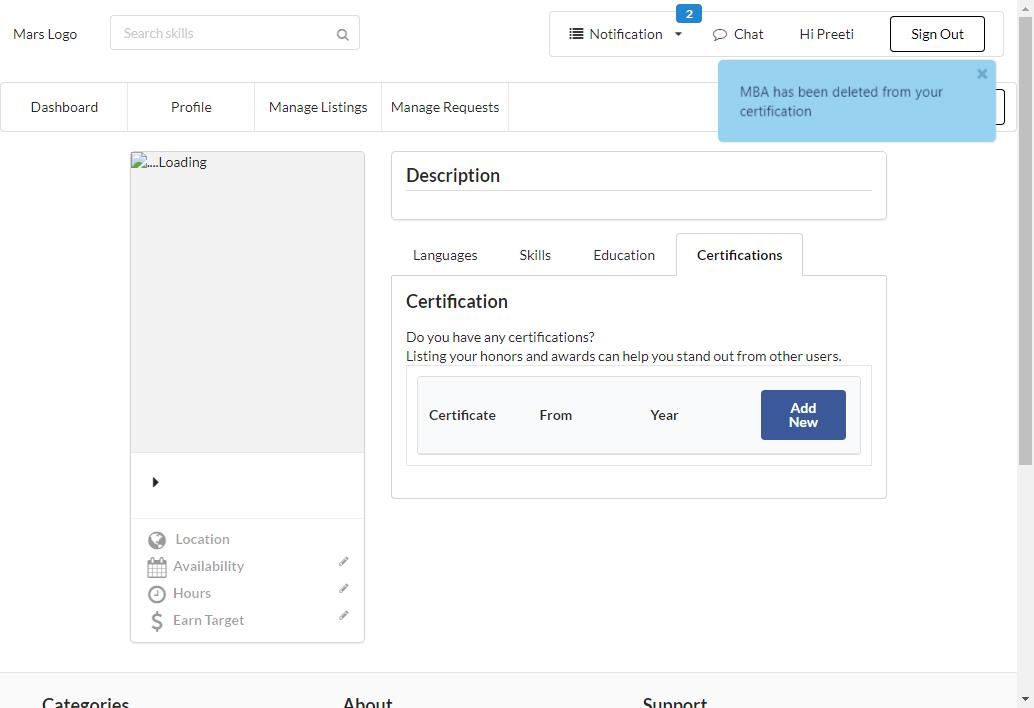 Mars Logo
Search skills
Notification
2
Chat
Hi Preeti
Sign Out
MBA has been deleted from your
certification
Dashboard
Profile
Manage Listings
Manage Requests
....Loading
Description
Languages
Skills
Education
Certifications
Certification
Do you have any certifications?
Listing your honors and awards can help you stand out from other users.
Certificate
From
Year
Add
New
Location
Availability
Hours
Earn Target
Categories
About
Support